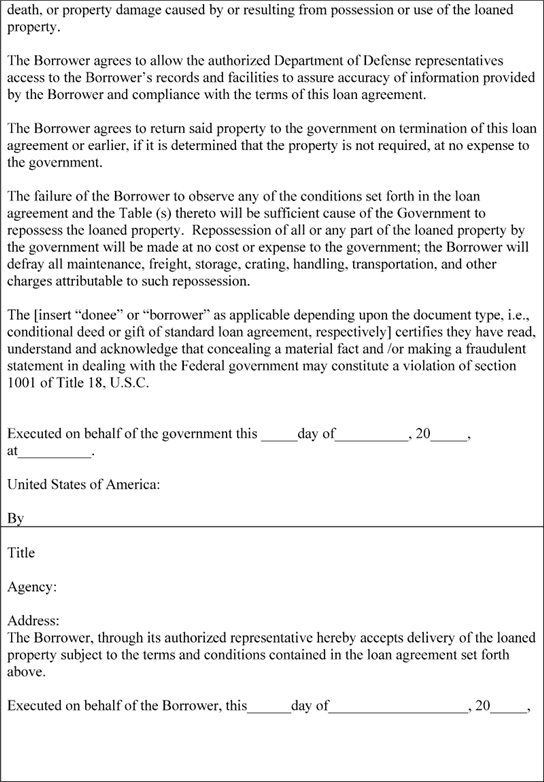 death, or property damage caused by or resulting from possession or use of the loaned
property.
The Borrower agrees to allow the authorized Department of Defense representatives
access to the Borrower's records and facilities to assure accuracy of information provided
by the Borrower and compliance with the terms of this loan agreement.
The Borrower agrees to return said property to the government on termination of this loan
agreement or earlier, if it is determined that the property is not required, at no expense to
the government.
The failure of the Borrower to observe any of the conditions set forth in the loan
agreement and the Table (s) thereto will be sufficient cause of the Government to
repossess the loaned property.  Repossession of all or any part of the loaned property by
the government will be made at no cost or expense to the government; the Borrower will
defray all maintenance, freight, storage, crating, handling, transportation, and other
charges attributable to such repossession.
The [insert “donee” or “borrower” as applicable depending upon the document type, i.e.,
conditional deed or gift of standard loan agreement, respectively] certifies they have read,
understand and acknowledge that concealing a material fact and /or making a fraudulent
statement in dealing with the Federal government may constitute a violation of section
1001 of Title 18, U.S.C.
Executed on behalf of the government this _____day of__________, 20_____,
at__________.
United States of America:
By
Title
Agency:
Address:
The Borrower, through its authorized representative hereby accepts delivery of the loaned
property subject to the terms and conditions contained in the loan agreement set forth
above.
Executed on behalf of the Borrower, this______day of___________________, 20_____,